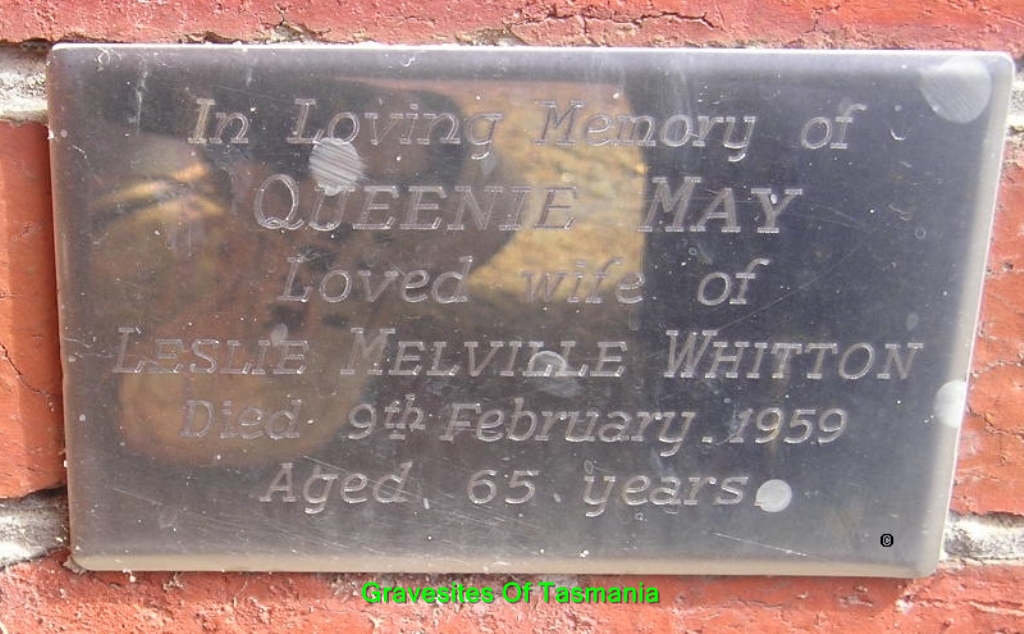 In Loving Memory of
QUEENIE MAY
Loved wife of
LESLIE MELVILLE WHITTON
Died 9th February. 1959
Aged 65 years.
©
Gravesites Of Tasmania